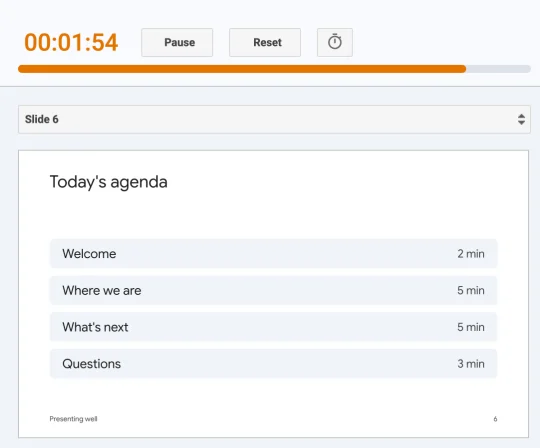 00:01:54 Pause Reset
Slide 6
Today's agenda
Welcome 2 min
Where we are 5 min
What's next 5 min
Questions 3 min
Presenting well 6